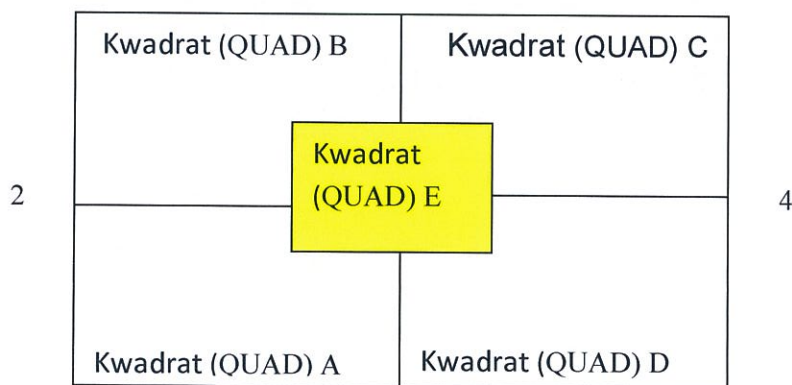 Kwadrat (QUAD) B
Kwadrat (QUAD) C
Kwadrat
(QUAD) E
2
4
Kwadrat (QUAD) A
Kwadrat (QUAD) D